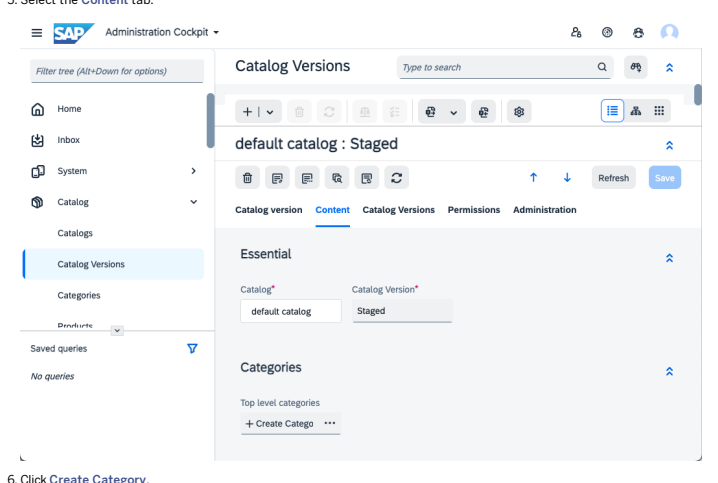 5. Select the Content tab.
SAP Administration Cockpit
Filter tree (Alt+Down for options)
Home
Inbox
System
Catalog
Catalogs
Catalog Versions
Categories
Products
Saved queries
No queries
Catalog Versions
Type to search
default catalog : Staged
Refresh
Save
Catalog version Content Catalog Versions Permissions Administration
Essential
Catalog* Catalog Version*
default catalog Staged
Categories
Top level categories
+ Create Catego ...
6. Click Create Category.